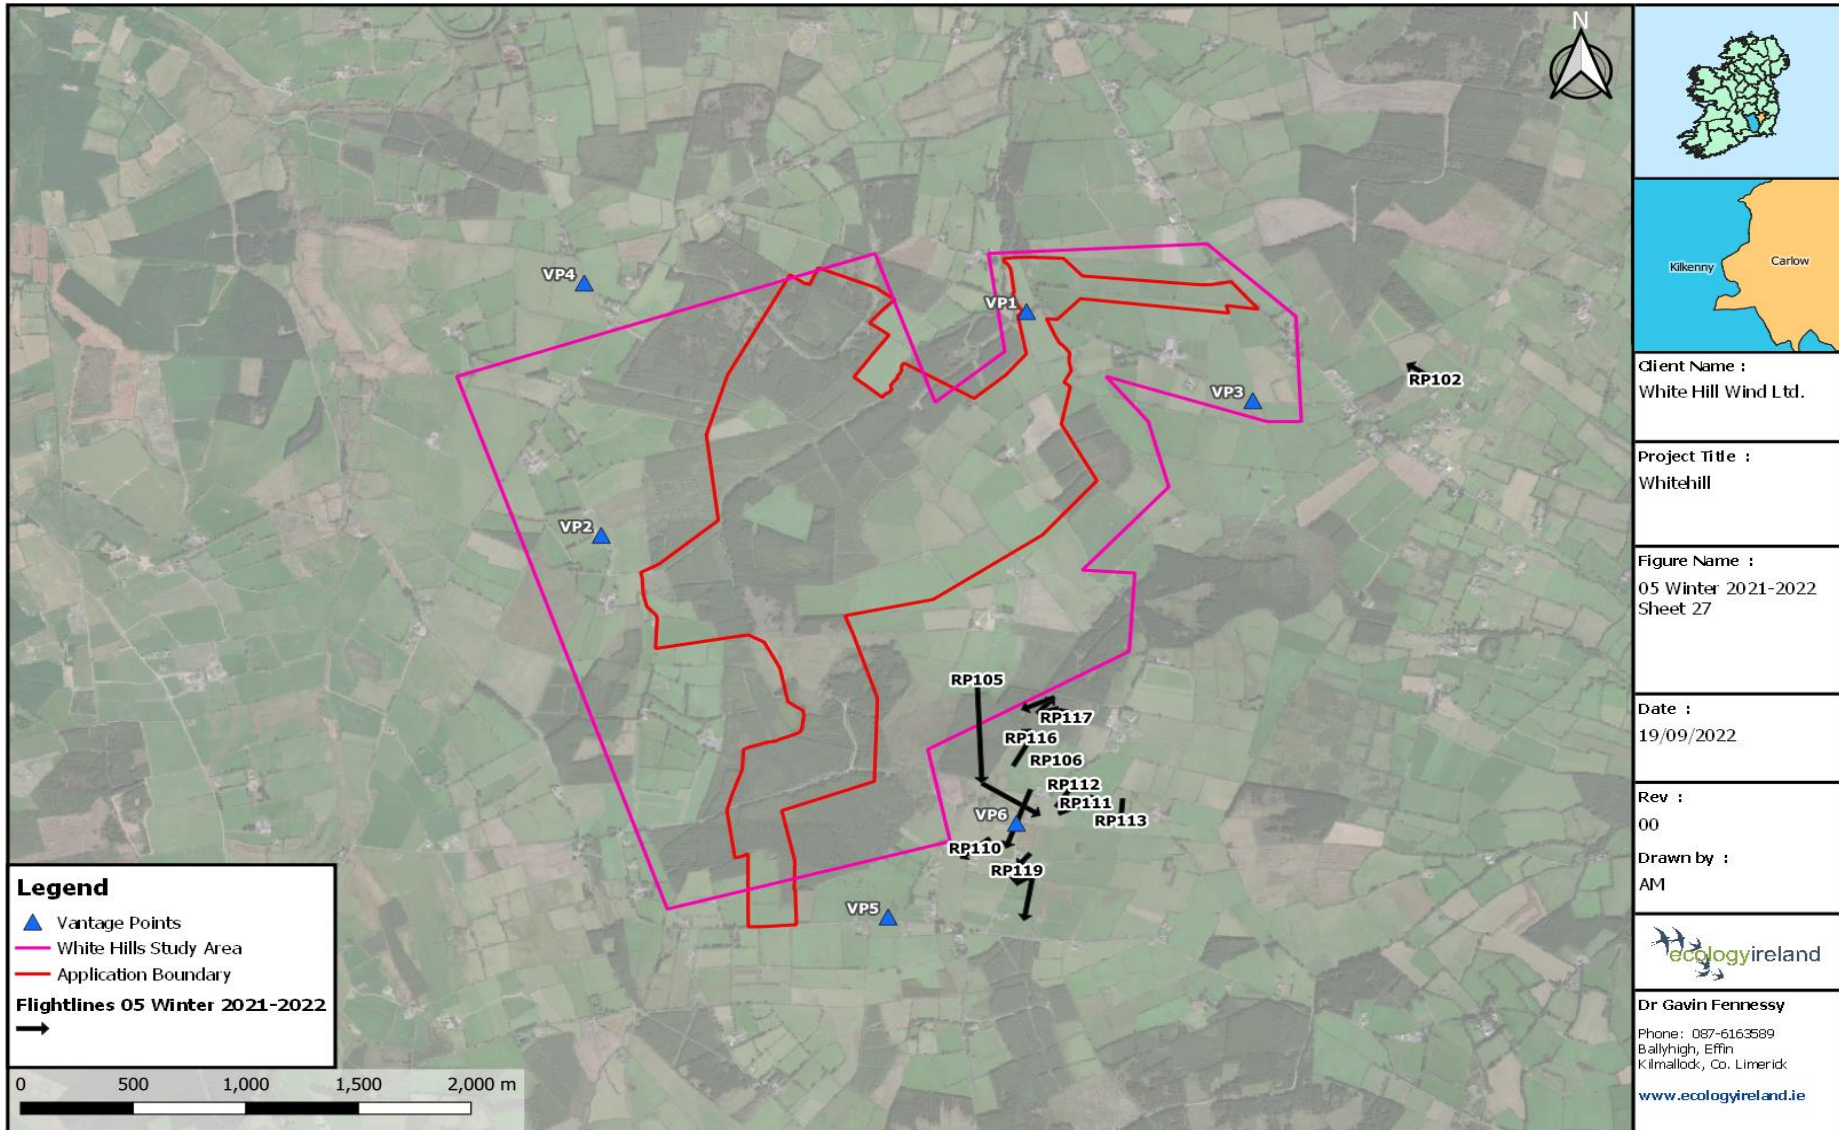 N
VP4
VP1
VP3
RP102
VP2
RP105
RP117
RP116
RP106
RP112
RP111
RP113
VP6
RP110
RP119
VP5
Legend
Vantage Points
White Hills Study Area
Application Boundary
Flightlines 05 Winter 2021-2022
0 500 1,000 1,500 2,000 m
Kilkenny
Carlow
Client Name :
White Hill Wind Ltd.
Project Title :
Whitehill
Figure Name :
05 Winter 2021-2022
Sheet 27
Date :
19/09/2022
Rev :
00
Drawn by :
AM
ecologyireland
Dr Gavin Fennessy
Phone: 087-6163589
Ballyhigh, Effin
Kilmallock, Co. Limerick
www.ecologyireland.ie